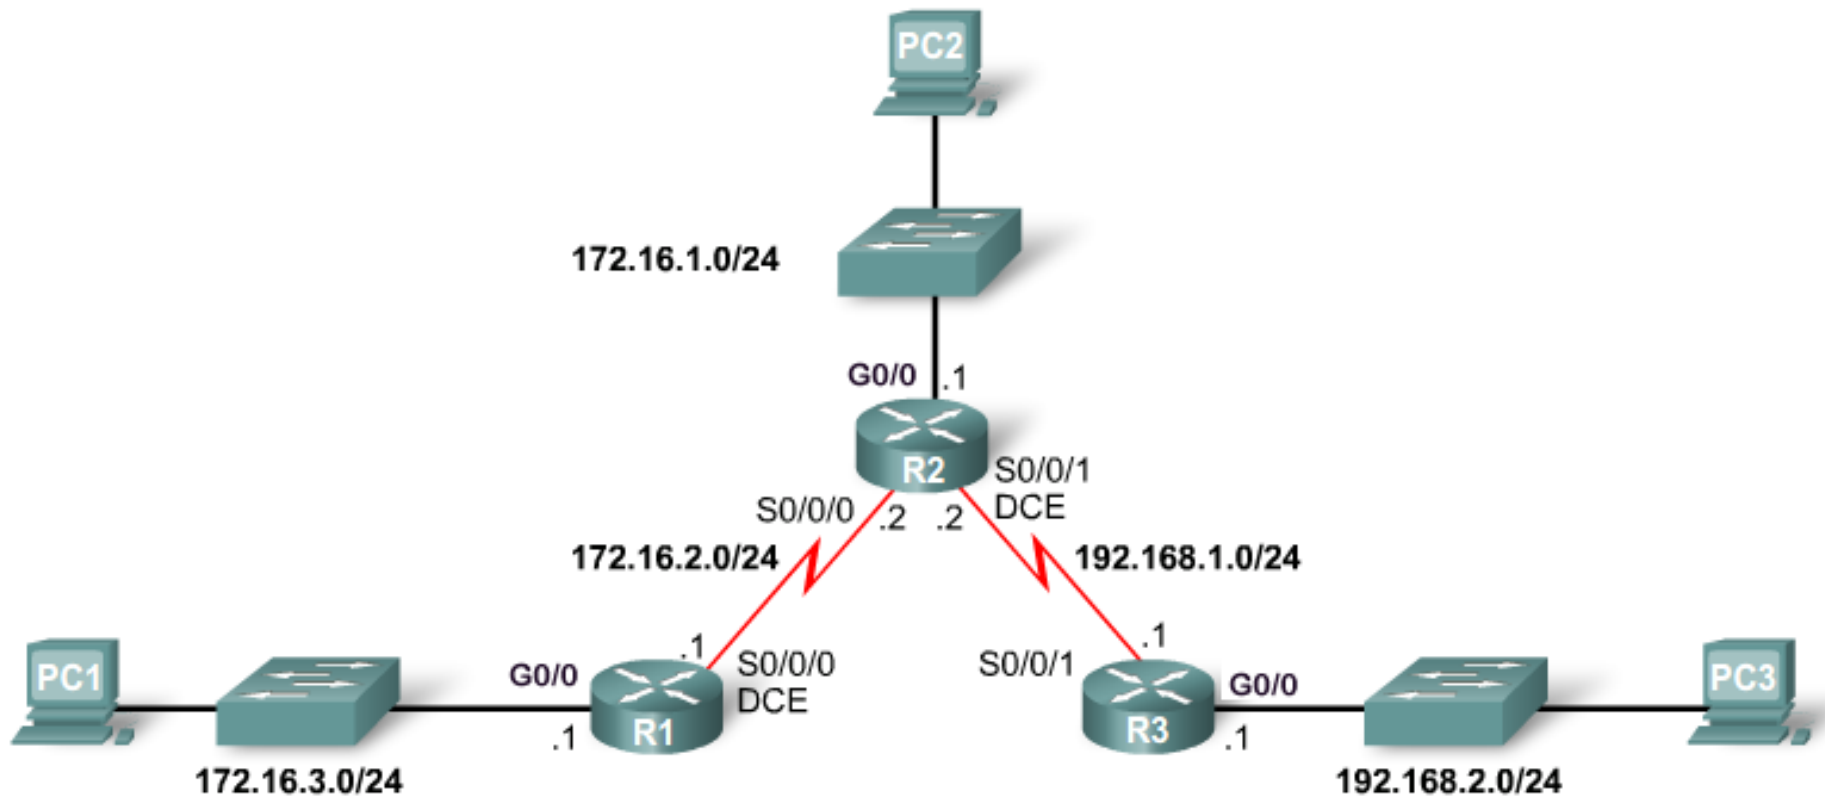 PC2
172.16.1.0/24
G0/0
.1
R2
S0/0/1
DCE
S0/0/0
.2
.2
172.16.2.0/24
192.168.1.0/24
PC1
G0/0
.1
S0/0/0
DCE
.1
R1
172.16.3.0/24
S0/0/1
.1
G0/0
R3
.1
PC3
192.168.2.0/24